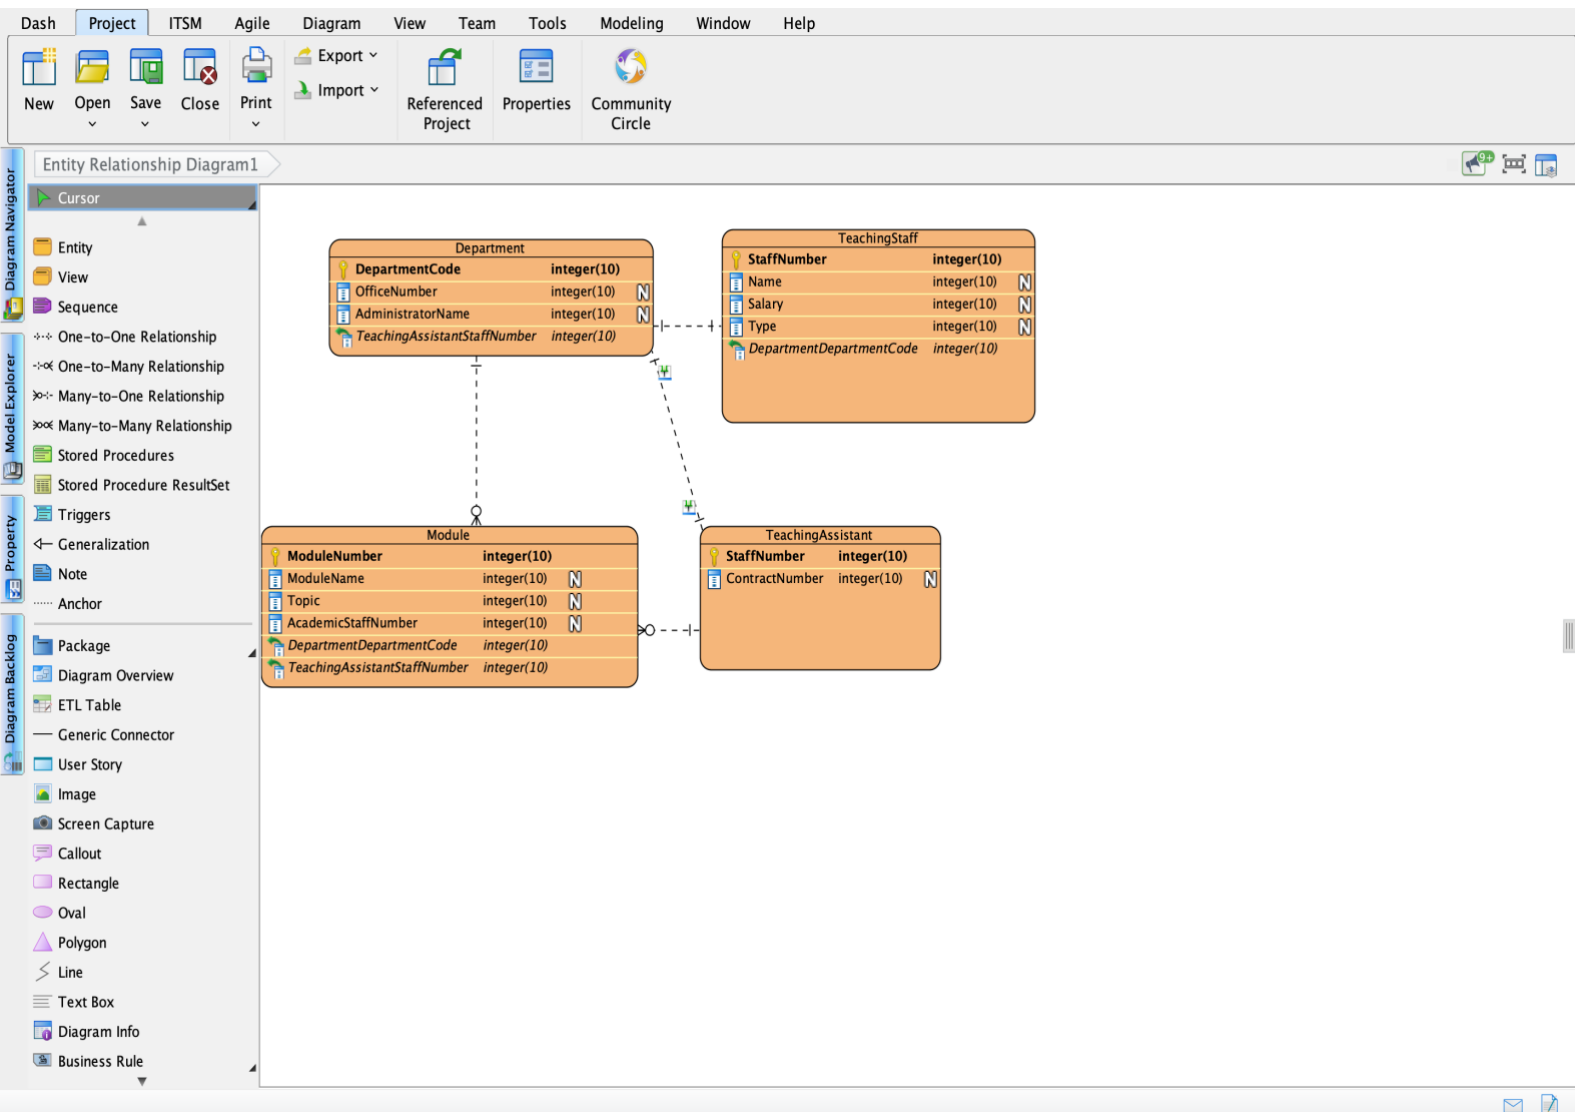 Dash Project ITSM Agile Diagram View Team Tools Modeling Window Help
New Open Save Close Print Export Import Referenced Project Properties Community Circle
Entity Relationship Diagram1
Diagram Navigator
Model Explorer
Property
Diagram Backlog
Cursor
Entity
View
Sequence
One-to-One Relationship
One-to-Many Relationship
Many-to-One Relationship
Many-to-Many Relationship
Stored Procedures
Stored Procedure ResultSet
Triggers
Generalization
Note
Anchor
Package
Diagram Overview
ETL Table
Generic Connector
User Story
Image
Screen Capture
Callout
Rectangle
Oval
Polygon
Line
Text Box
Diagram Info
Business Rule
9+
Department
DepartmentCode integer(10)
OfficeNumber integer(10) N
AdministratorName integer(10) N
TeachingAssistantStaffNumber integer(10)
TeachingStaff
StaffNumber integer(10)
Name integer(10) N
Salary integer(10) N
Type integer(10) N
DepartmentDepartmentCode integer(10)
Module
ModuleNumber integer(10)
ModuleName integer(10) N
Topic integer(10) N
AcademicStaffNumber integer(10) N
DepartmentDepartmentCode integer(10)
TeachingAssistantStaffNumber integer(10)
TeachingAssistant
StaffNumber integer(10)
ContractNumber integer(10) N